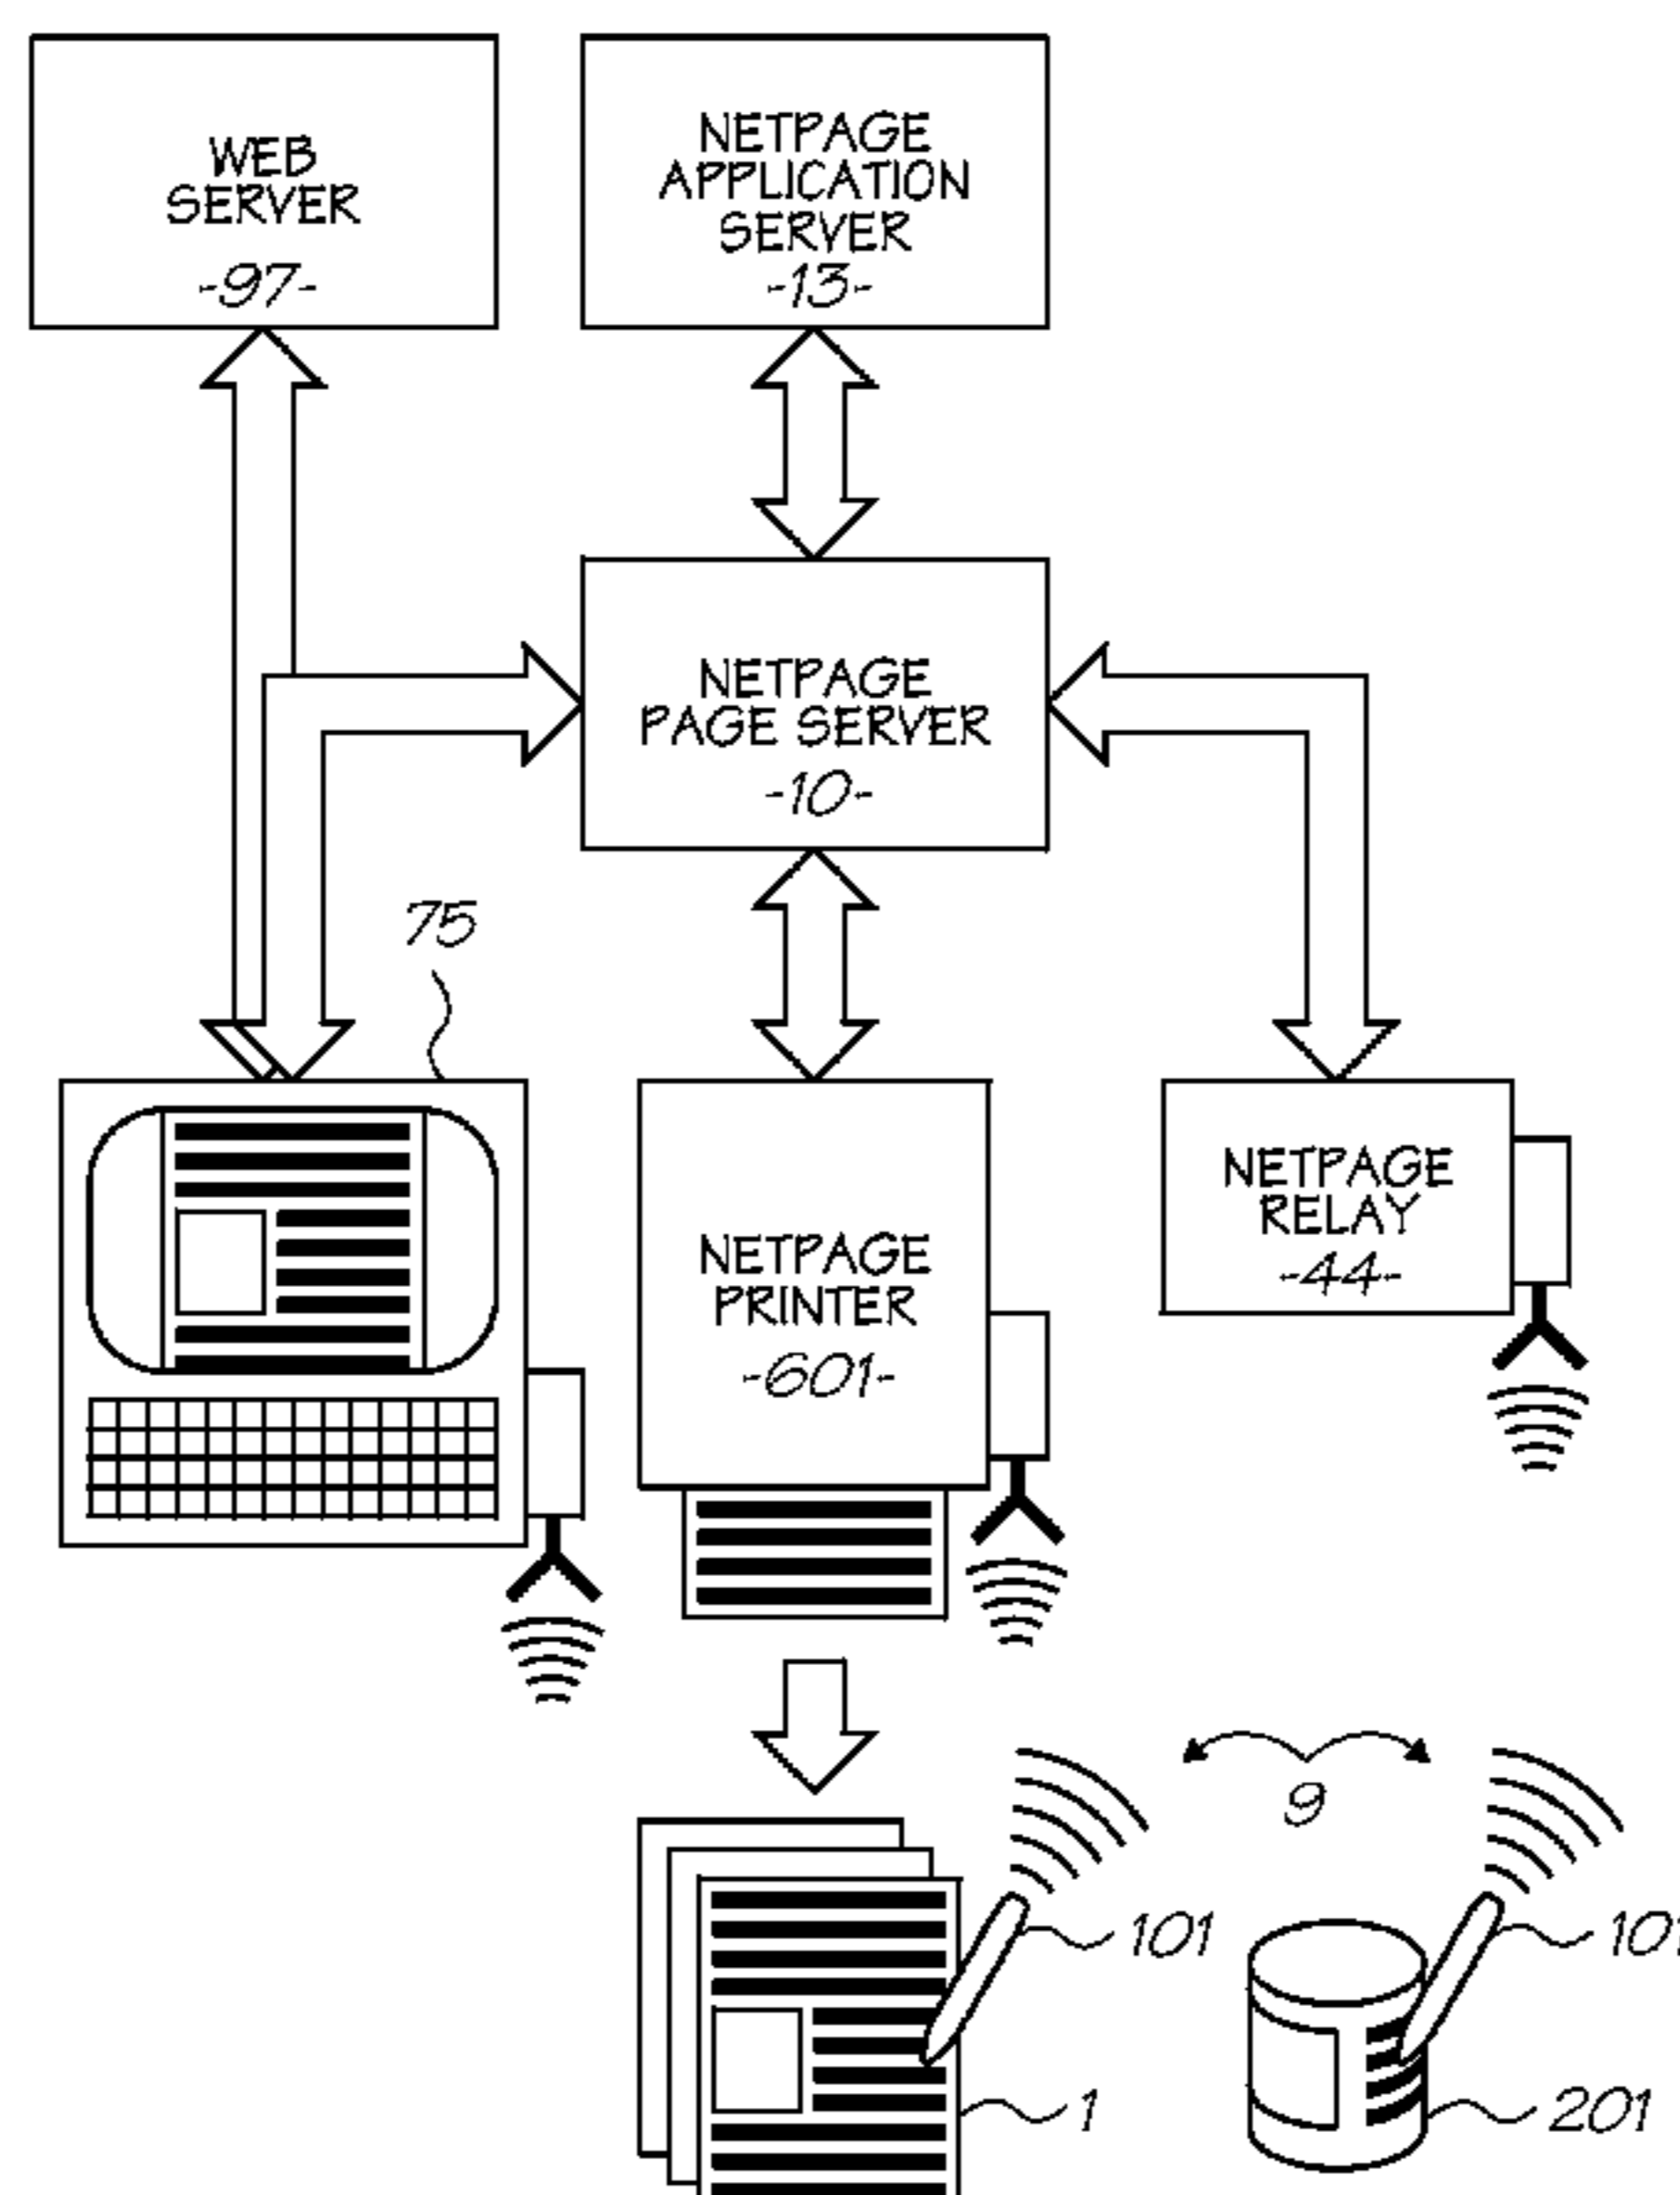 WEB
SERVER
-97-
NETPAGE
APPLICATION
SERVER
-13-
NETPAGE
PAGE SERVER
-10-
75
NETPAGE
PRINTER
-601-
NETPAGE
RELAY
-44-
9
101
101
1
201